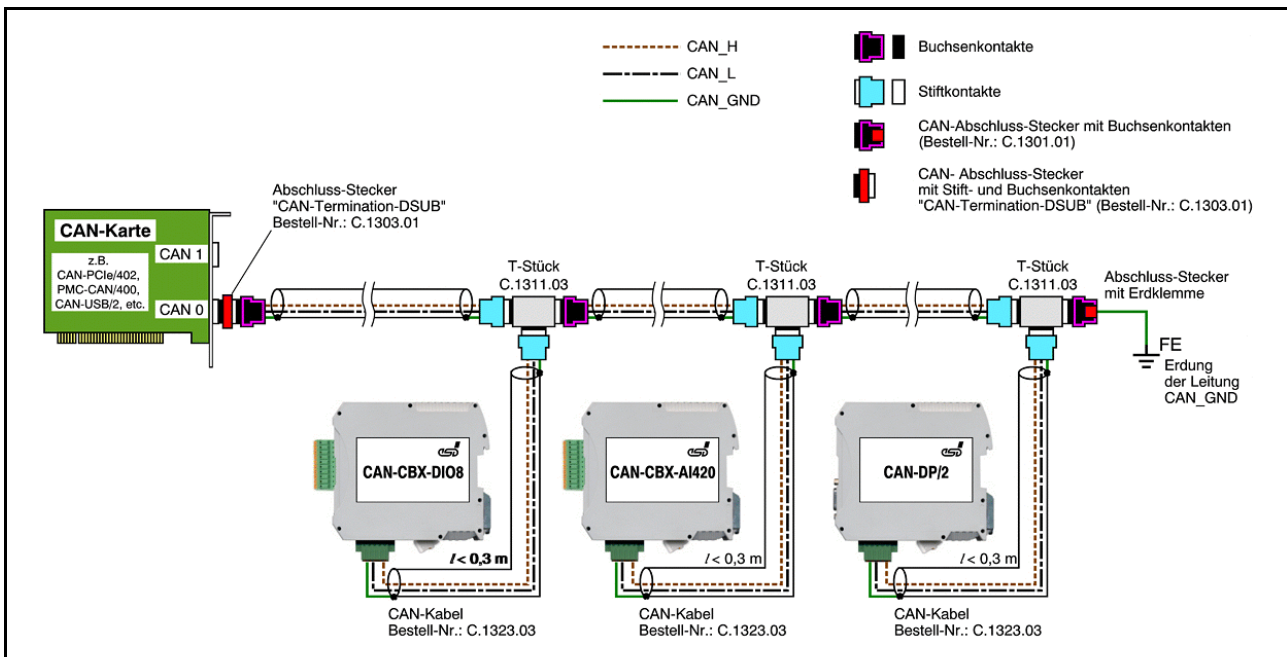 CAN_H
CAN_L
CAN_GND
Buchsenkontakte
Stiftkontakte
CAN-Abschluss-Stecker mit Buchsenkontakten
(Bestell-Nr.: C.1301.01)
CAN- Abschluss-Stecker
mit Stift- und Buchsenkontakten
"CAN-Termination-DSUB" (Bestell-Nr.: C.1303.01)
Abschluss-Stecker
"CAN-Termination-DSUB"
Bestell-Nr.: C.1303.01
CAN-Karte
z.B.
CAN-PCIe/402,
PMC-CAN/400,
CAN-USB/2, etc.
CAN 1
CAN 0
T-Stück
C.1311.03
T-Stück
C.1311.03
T-Stück
C.1311.03
Abschluss-Stecker
mit Erdklemme
FE
Erdung
der Leitung
CAN_GND
esd
CAN-CBX-DIO8
esd
CAN-CBX-AI420
esd
CAN-DP/2
l < 0,3 m
l < 0,3 m
l < 0,3 m
CAN-Kabel
Bestell-Nr.: C.1323.03
CAN-Kabel
Bestell-Nr.: C.1323.03
CAN-Kabel
Bestell-Nr.: C.1323.03